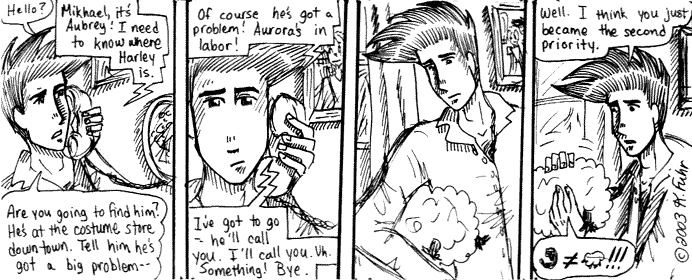 Hello?
Mikhael, it's
Aubrey! I need
to know where
Harley
is.
Are you going to find him?
He's at the costume store
downtown. Tell him he's
got a big problem--
Of course he's got a
problem! Aurora's in
labor!
I've got to go
- he'll call
you. I'll call you. Uh.
Something! Bye.
Well. I think you just
became the second
priority.
!!!
©2003 H. Fuhr